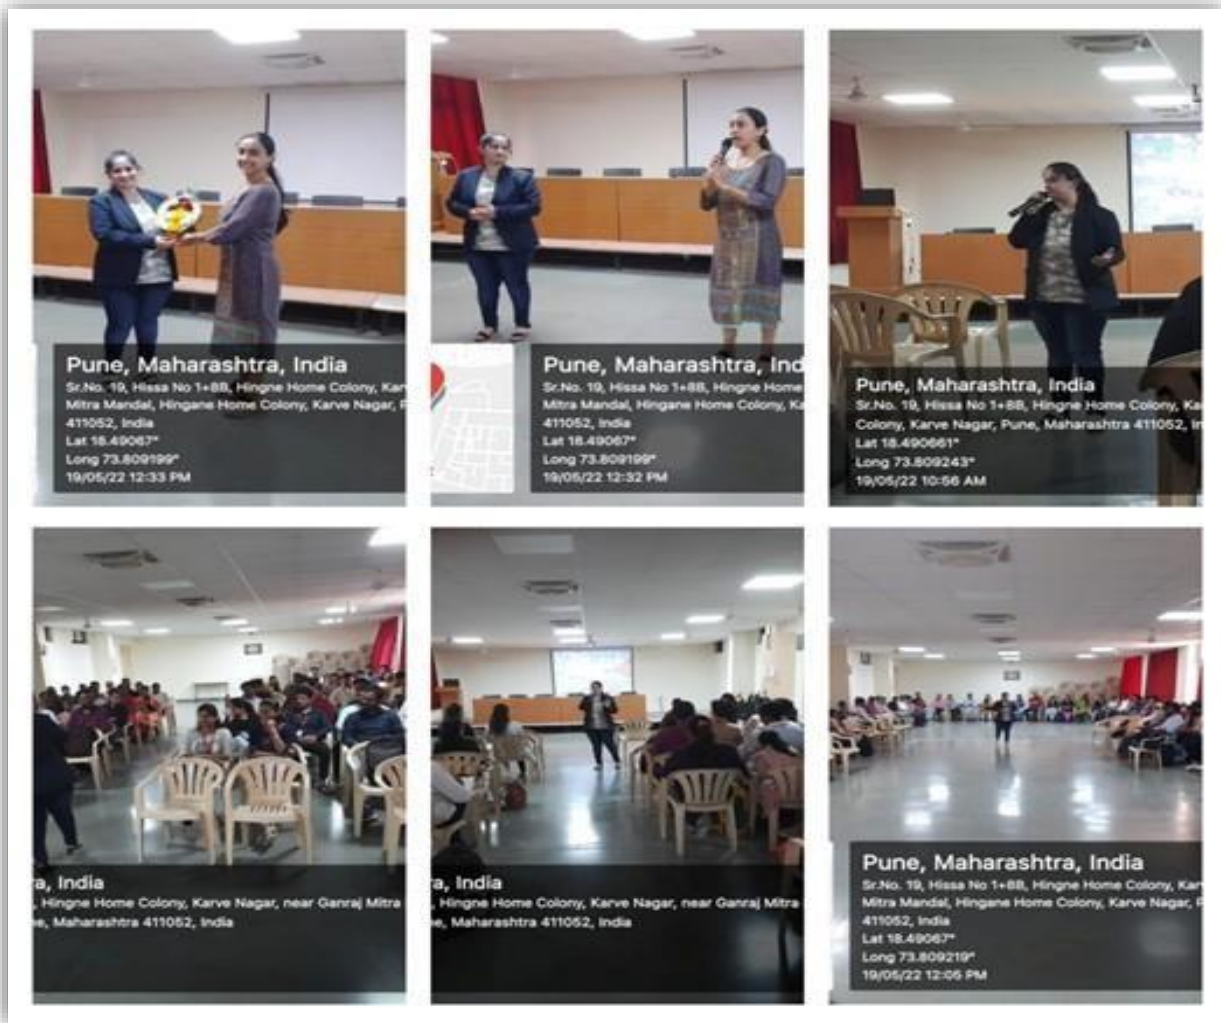 Pune, Maharashtra, India
Sr.No. 19, Hissa No 1+8B, Hingne Home Colony, Kar
Mitra Mandal, Hingane Home Colony, Karve Nagar, P
411052, India
Lat 18.49067°
Long 73.809199°
19/05/22 12:33 PM
Pune, Maharashtra, Ind
Sr.No. 19, Hissa No 1+8B, Hingne Home
Mitra Mandal, Hingane Home Colony, Ka
411052, India
Lat 18.49067°
Long 73.809199°
19/05/22 12:32 PM
Pune, Maharashtra, India
Sr.No. 19, Hissa No 1+8B, Hingne Home Colony, Ka
Colony, Karve Nagar, Pune, Maharashtra 411052, In
Lat 18.490661°
Long 73.809243°
19/05/22 10:56 AM
ra, India
, Hingne Home Colony, Karve Nagar, near Ganraj Mitra
e, Maharashtra 411052, India
ra, India
, Hingne Home Colony, Karve Nagar, near Ganraj Mitra
e, Maharashtra 411052, India
Pune, Maharashtra, India
Sr.No. 19, Hissa No 1+8B, Hingne Home Colony, Kar
Mitra Mandal, Hingane Home Colony, Karve Nagar, P
411052, India
Lat 18.49067°
Long 73.809219°
19/05/22 12:05 PM